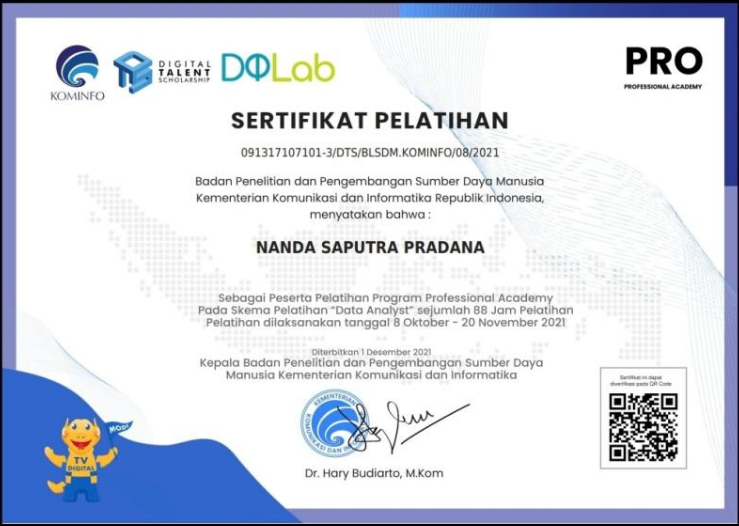 KOMINFO
DIGITAL
TALENT
SCHOLARSHIP
DQLab
PRO
PROFESSIONAL ACADEMY
SERTIFIKAT PELATIHAN
091317107101-3/DTS/BLSDM.KOMINFO/08/2021
Badan Penelitian dan Pengembangan Sumber Daya Manusia
Kementerian Komunikasi dan Informatika Republik Indonesia,
menyatakan bahwa :
NANDA SAPUTRA PRADANA
Sebagai Peserta Pelatihan Program Professional Academy
Pada Skema Pelatihan “Data Analyst” sejumlah 88 Jam Pelatihan
Pelatihan dilaksanakan tanggal 8 Oktober - 20 November 2021
Diterbitkan 1 Desember 2021
Kepala Badan Penelitian dan Pengembangan Sumber Daya
Manusia Kementerian Komunikasi dan Informatika
KEMENTERIAN
KOMUNIKASI DAN
Dr. Hary Budiarto, M.Kom
Sertifikat ini dapat
diverifikasi pada QR Code
MODI
TV
DIGITAL